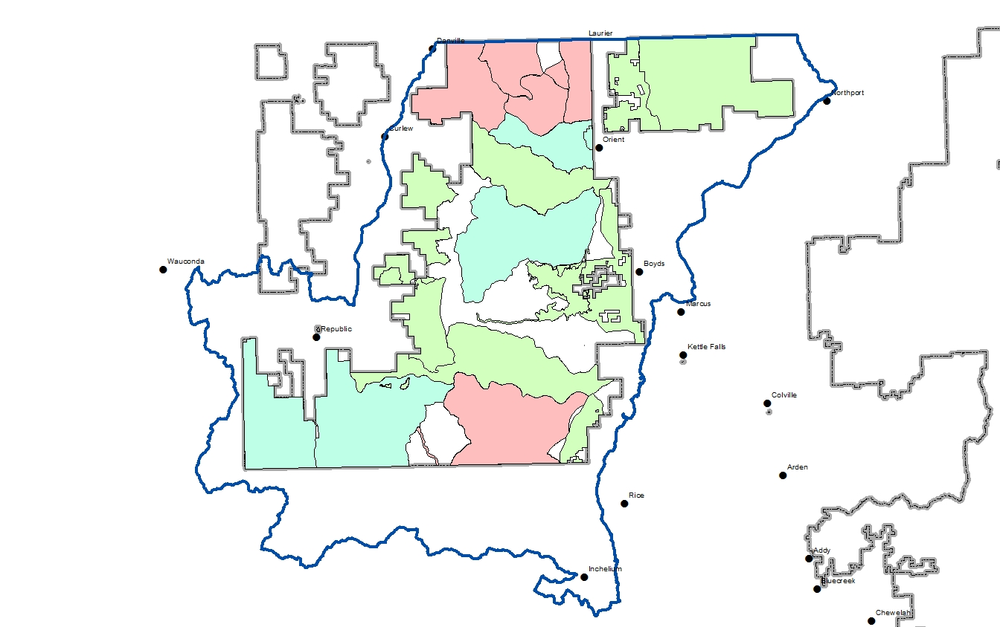 Laurier
Danville
Northport
Curlew
Orient
Wauconda
Boyds
Marcus
Republic
Kettle Falls
Colville
Arden
Rice
Addy
Inchelium
Bluecreek
Chewelah